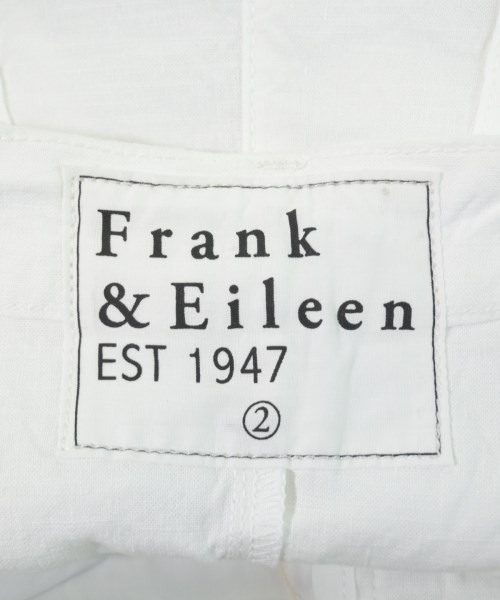 Frank
& Eileen
EST 1947
②